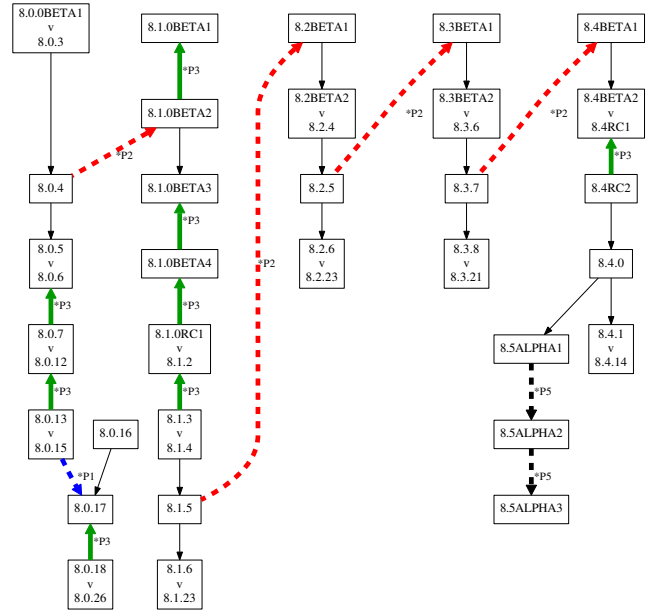 8.0.0BETA1
v
8.0.3
8.1.0BETA1
8.2BETA1
8.3BETA1
8.4BETA1
*P3
8.1.0BETA2
8.2BETA2
v
8.2.4
8.3BETA2
v
8.3.6
8.4BETA2
v
8.4RC1
*P2
*P2
*P2
*P3
8.0.4
8.1.0BETA3
8.2.5
8.3.7
8.4RC2
*P3
8.0.5
v
8.0.6
8.1.0BETA4
*P2
8.2.6
v
8.2.23
8.3.8
v
8.3.21
8.4.0
*P3
*P3
8.0.7
v
8.0.12
8.1.0RC1
v
8.1.2
8.5ALPHA1
8.4.1
v
8.4.14
*P3
*P3
*P5
8.0.13
v
8.0.15
8.0.16
8.1.3
v
8.1.4
8.5ALPHA2
*P1
*P5
8.0.17
8.1.5
8.5ALPHA3
*P3
8.0.18
v
8.0.26
8.1.6
v
8.1.23